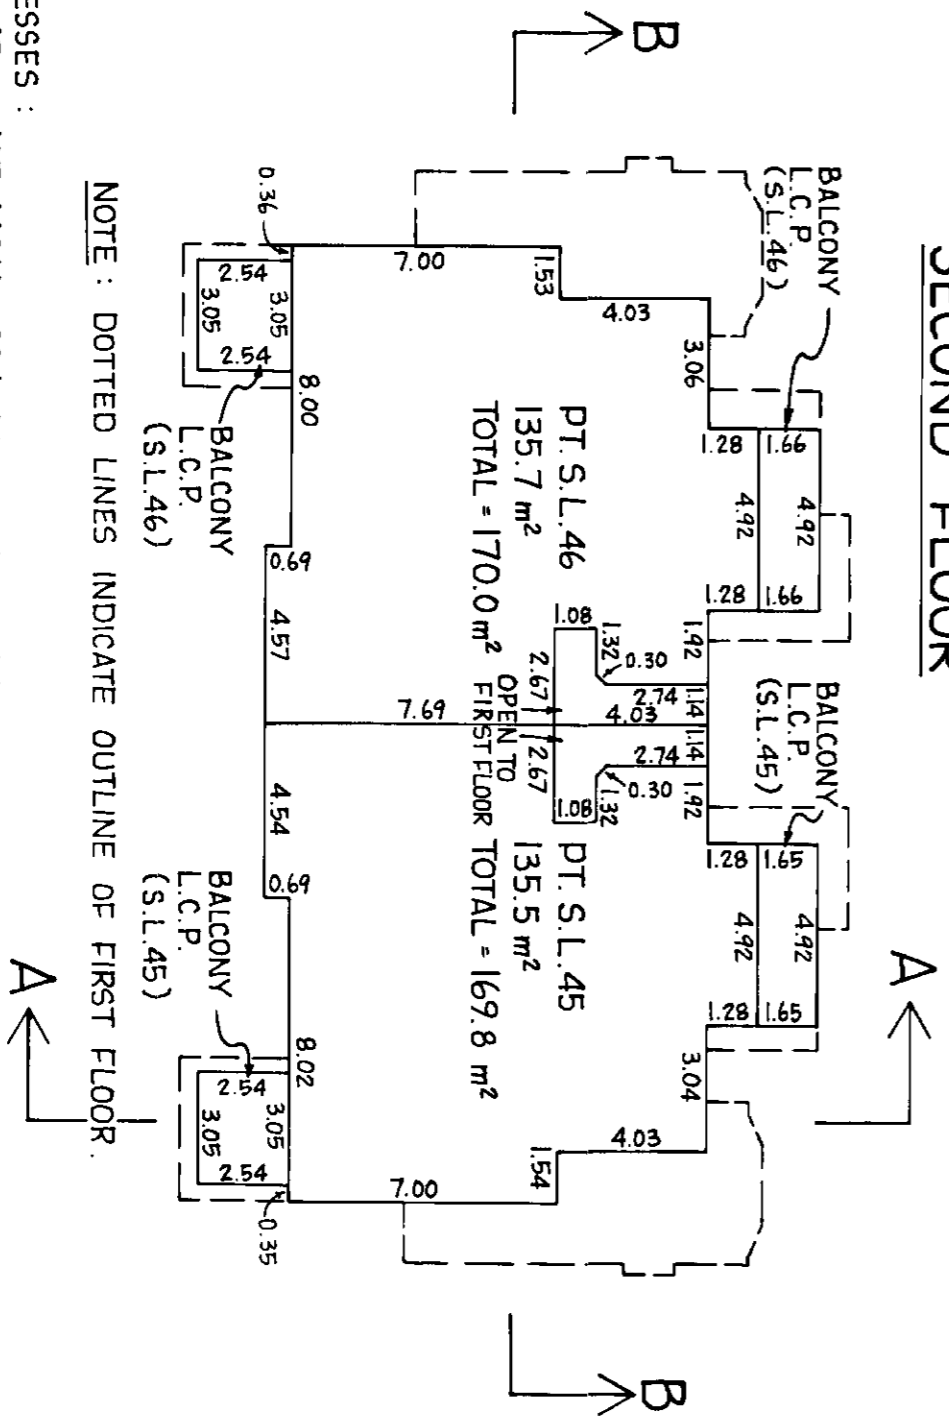 SECOND FLOOR
B
A
BALCONY
L.C.P.
(S.L.46)
BALCONY
L.C.P.
(S.L.45)
1.66
4.92
1.66
1.28
4.92
1.28
3.06
1.92
1.14
1.14
1.92
1.65
4.92
1.65
1.28
4.92
1.28
3.04
4.03
1.53
7.00
0.30
2.74
1.32
1.08
2.67
4.03
2.74
0.30
1.32
1.08
2.67
4.03
1.54
7.00
PT. S.L.46
135.7 m²
TOTAL = 170.0 m²
OPEN TO
FIRST FLOOR
PT. S.L.45
135.5 m²
TOTAL = 169.8 m²
7.69
0.36
3.05
2.54
3.05
2.54
8.00
0.69
4.57
4.54
0.69
8.02
3.05
2.54
3.05
2.54
0.35
BALCONY
L.C.P.
(S.L.46)
BALCONY
L.C.P.
(S.L.45)
B
A
NOTE : DOTTED LINES INDICATE OUTLINE OF FIRST FLOOR.
ESSES :